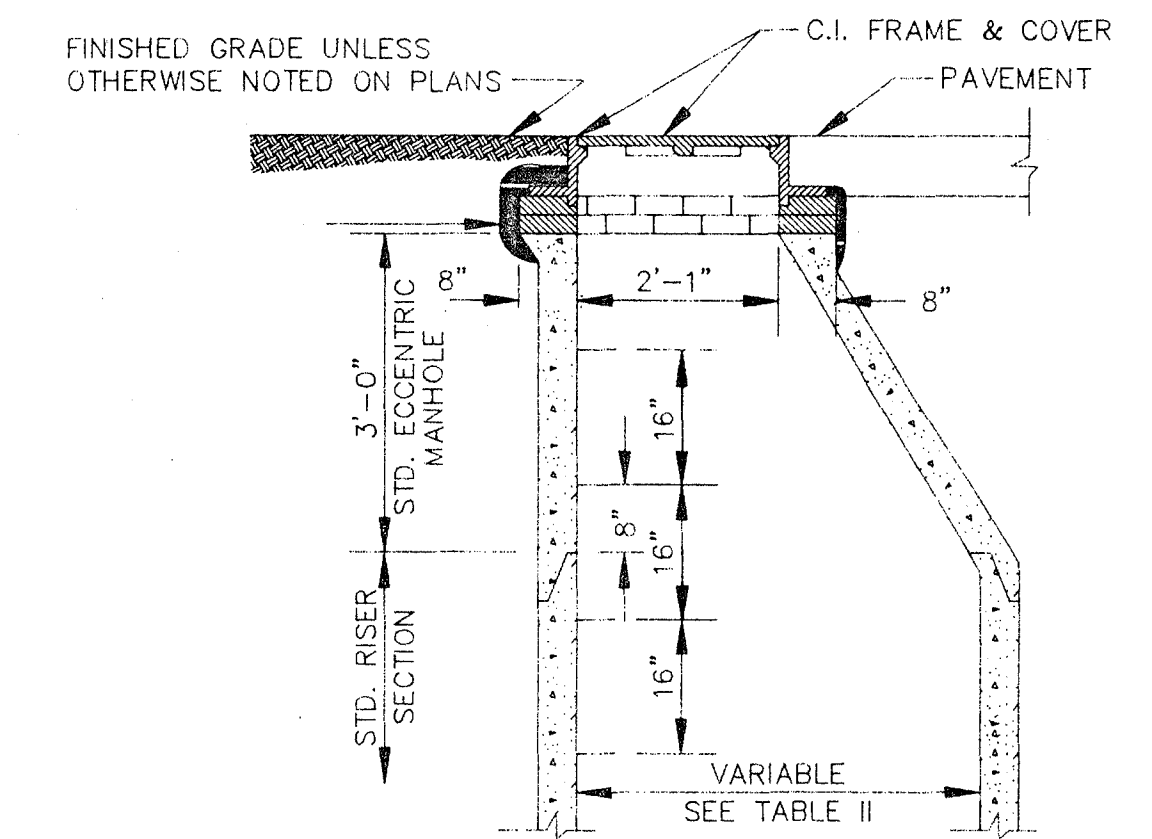 FINISHED GRADE UNLESS
OTHERWISE NOTED ON PLANS
C.I. FRAME & COVER
PAVEMENT
8"
2'-1"
8"
3'-0"
STD. ECCENTRIC
MANHOLE
16"
8"
16"
16"
STD. RISER
SECTION
VARIABLE
SEE TABLE II